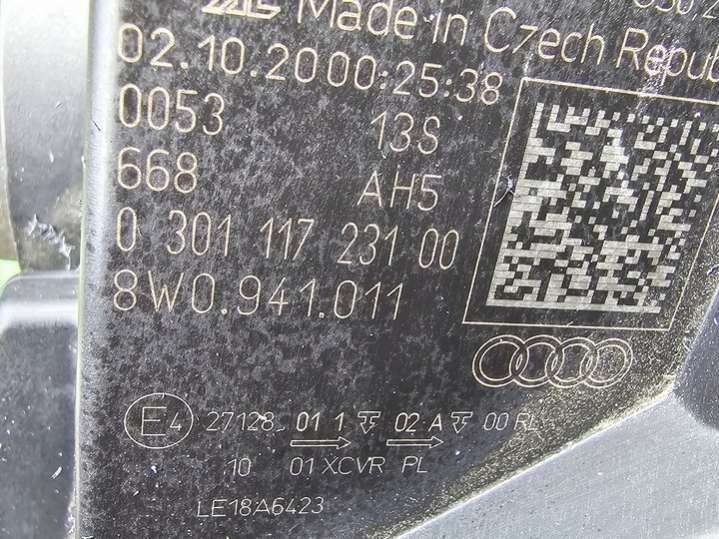 Made in Czech Repub
02.10.20 00:25:38
0053 13S
668 AH5
0 301 117 231 00
8W0.941.011
E4 27128 01 1 02 A 00 RL
10 01 XCVR PL
LE18A6423